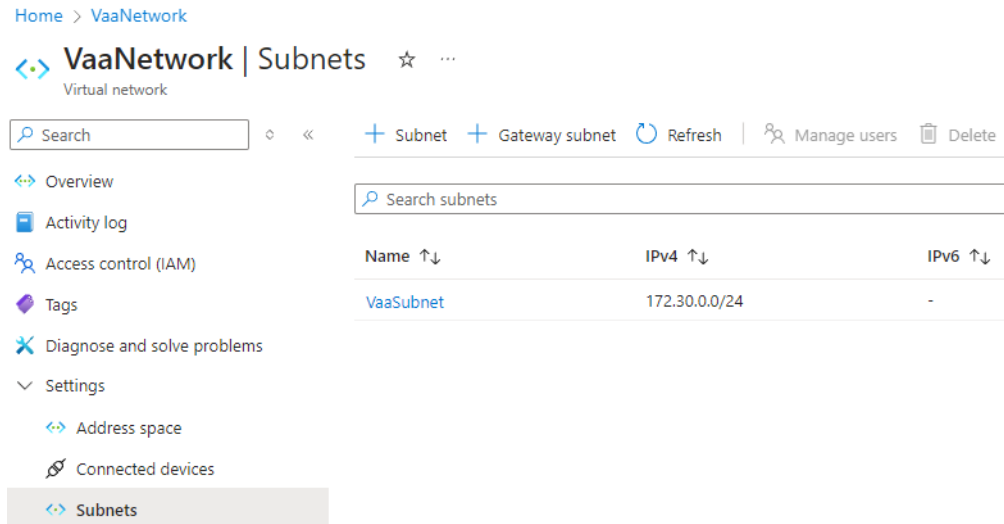 Home > VaaNetwork
VaaNetwork | Subnets ☆ ...
Virtual network
Search
+ Subnet + Gateway subnet Refresh | Manage users Delete
Overview
Activity log
Access control (IAM)
Tags
Diagnose and solve problems
Settings
Address space
Connected devices
Subnets
Search subnets
Name ↑↓ IPv4 ↑↓ IPv6 ↑↓
VaaSubnet 172.30.0.0/24 -